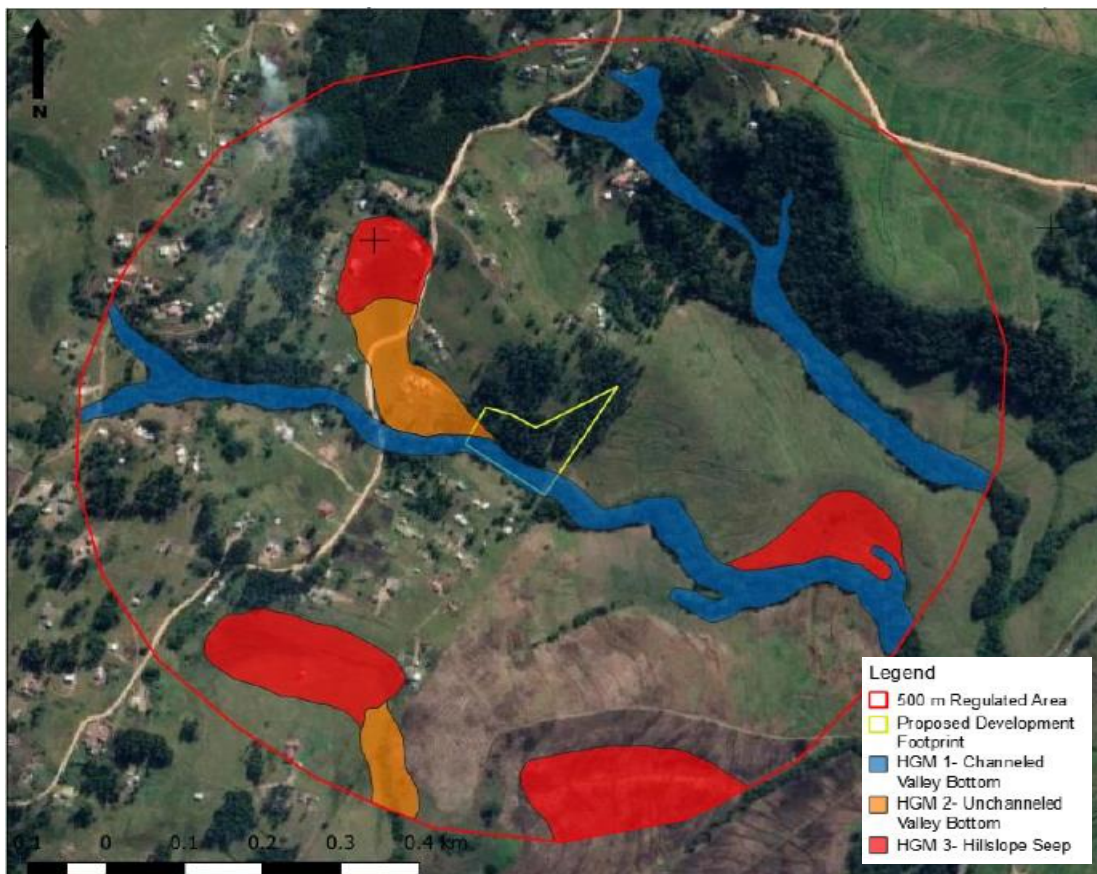 N
Legend
500 m Regulated Area
Proposed Development
Footprint
HGM 1- Channeled
Valley Bottom
HGM 2- Unchanneled
Valley Bottom
HGM 3- Hillslope Seep
0.1 0 0.1 0.2 0.3 0.4 km